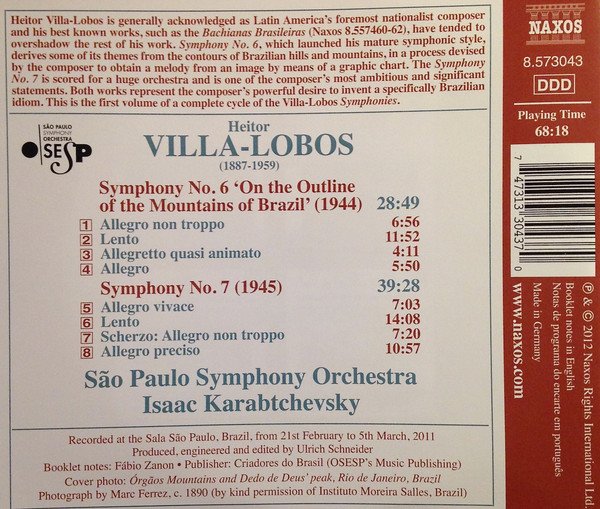 Heitor Villa-Lobos is generally acknowledged as Latin America's foremost nationalist composer
and his best known works, such as the Bachianas Brasileiras (Naxos 8.557460-62), have tended to
overshadow the rest of his work. Symphony No. 6, which launched his mature symphonic style,
derives some of its themes from the contours of Brazilian hills and mountains, in a process devised
by the composer to obtain a melody from an image by means of a graphic chart. The Symphony
No. 7 is scored for a huge orchestra and is one of the composer's most ambitious and significant
statements. Both works represent the composer's powerful desire to invent a specifically Brazilian
idiom. This is the first volume of a complete cycle of the Villa-Lobos Symphonies.
SÃO PAULO
SYMPHONY
ORCHESTRA
OSESP
Heitor
VILLA-LOBOS
(1887-1959)
Symphony No. 6 ‘On the Outline
of the Mountains of Brazil’ (1944) 28:49
1 Allegro non troppo 6:56
2 Lento 11:52
3 Allegretto quasi animato 4:11
4 Allegro 5:50
Symphony No. 7 (1945) 39:28
5 Allegro vivace 7:03
6 Lento 14:08
7 Scherzo: Allegro non troppo 7:20
8 Allegro preciso 10:57
São Paulo Symphony Orchestra
Isaac Karabtchevsky
Recorded at the Sala São Paulo, Brazil, from 21st February to 5th March, 2011
Produced, engineered and edited by Ulrich Schneider
Booklet notes: Fábio Zanon • Publisher: Criadores do Brasil (OSESP's Music Publishing)
Cover photo: Órgãos Mountains and Dedo de Deus' peak, Rio de Janeiro, Brazil
Photograph by Marc Ferrez, c. 1890 (by kind permission of Instituto Moreira Salles, Brazil)
NAXOS
8.573043
DDD
Playing Time
68:18
7 47313 30437 0
℗ & © 2012 Naxos Rights International Ltd.
Booklet notes in English
Notas de programa do encarte em português
Made in Germany
www.naxos.com